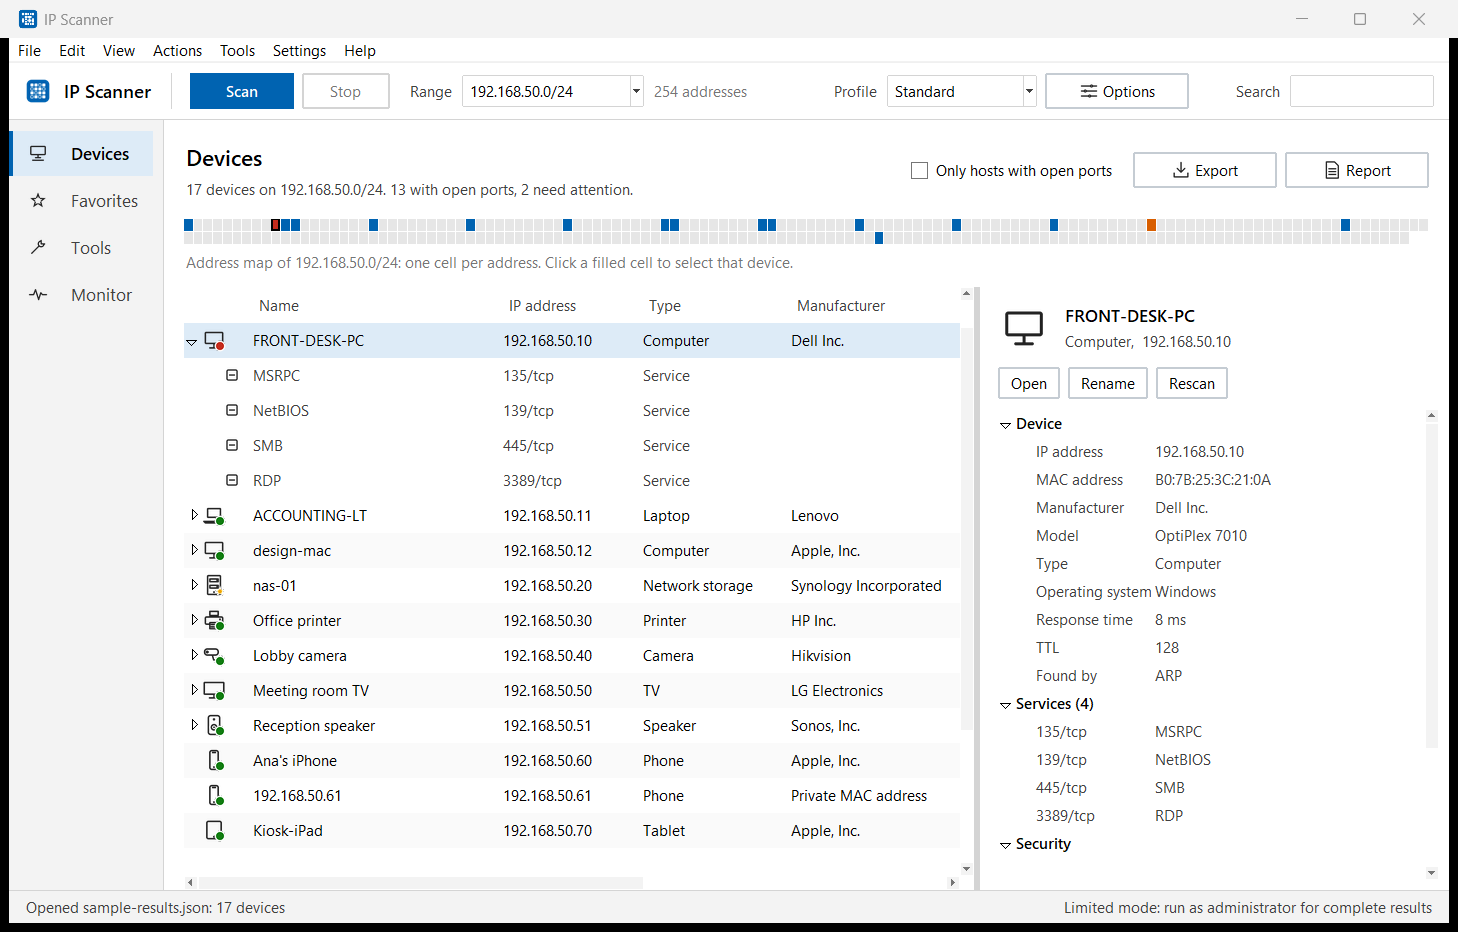 IP Scanner
File Edit View Actions Tools Settings Help
IP Scanner Scan Stop Range 192.168.50.0/24 254 addresses Profile Standard Options Search
Devices
Favorites
Tools
Monitor
Devices
17 devices on 192.168.50.0/24. 13 with open ports, 2 need attention.
Only hosts with open ports Export Report
Address map of 192.168.50.0/24: one cell per address. Click a filled cell to select that device.
Name IP address Type Manufacturer
FRONT-DESK-PC 192.168.50.10 Computer Dell Inc.
MSRPC 135/tcp Service
NetBIOS 139/tcp Service
SMB 445/tcp Service
RDP 3389/tcp Service
ACCOUNTING-LT 192.168.50.11 Laptop Lenovo
design-mac 192.168.50.12 Computer Apple, Inc.
nas-01 192.168.50.20 Network storage Synology Incorporated
Office printer 192.168.50.30 Printer HP Inc.
Lobby camera 192.168.50.40 Camera Hikvision
Meeting room TV 192.168.50.50 TV LG Electronics
Reception speaker 192.168.50.51 Speaker Sonos, Inc.
Ana's iPhone 192.168.50.60 Phone Apple, Inc.
192.168.50.61 192.168.50.61 Phone Private MAC address
Kiosk-iPad 192.168.50.70 Tablet Apple, Inc.
FRONT-DESK-PC
Computer, 192.168.50.10
Open Rename Rescan
Device
IP address 192.168.50.10
MAC address B0:7B:25:3C:21:0A
Manufacturer Dell Inc.
Model OptiPlex 7010
Type Computer
Operating system Windows
Response time 8 ms
TTL 128
Found by ARP
Services (4)
135/tcp MSRPC
139/tcp NetBIOS
445/tcp SMB
3389/tcp RDP
Security
Opened sample-results.json: 17 devices
Limited mode: run as administrator for complete results